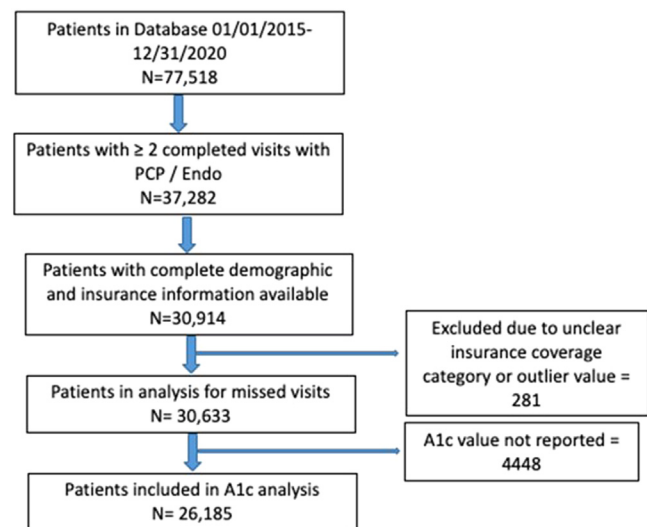 Patients in Database 01/01/2015-
12/31/2020
N=77,518
Patients with ≥ 2 completed visits with
PCP / Endo
N=37,282
Patients with complete demographic
and insurance information available
N=30,914
Excluded due to unclear
insurance coverage
category or outlier value =
281
Patients in analysis for missed visits
N= 30,633
A1c value not reported =
4448
Patients included in A1c analysis
N= 26,185